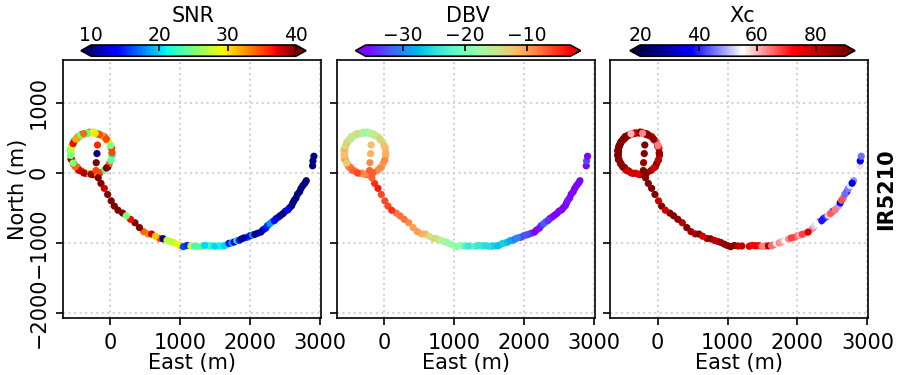 SNR DBV Xc
10 20 30 40 −30 −20 −10 20 40 60 80
1000
0
−1000
−2000
North (m)
IR5210
0 1000 2000 3000 0 1000 2000 3000 0 1000 2000 3000
East (m) East (m) East (m)